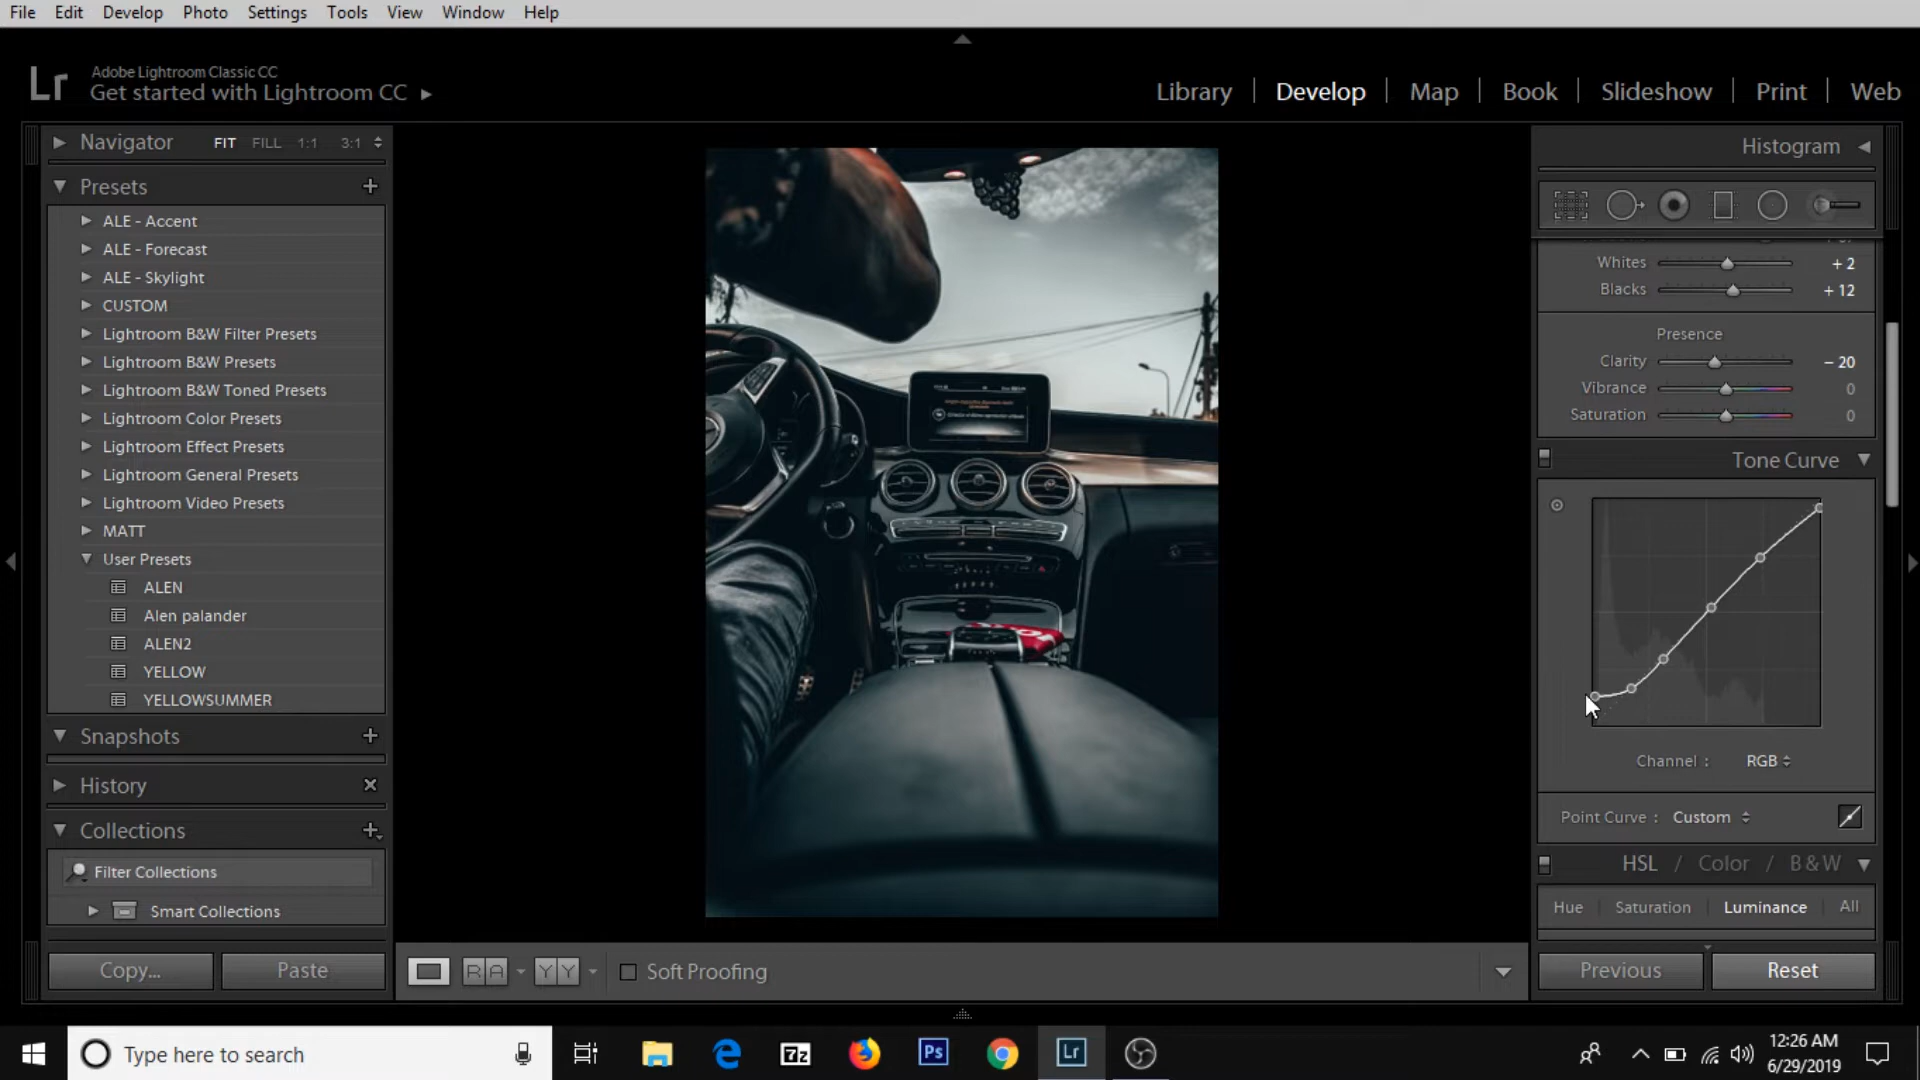 File Edit Develop Photo Settings Tools View Window Help
Lr Adobe Lightroom Classic CC
Get started with Lightroom CC
Library Develop Map Book Slideshow Print Web
Navigator FIT FILL 1:1 3:1
Presets
ALE - Accent
ALE - Forecast
ALE - Skylight
CUSTOM
Lightroom B&W Filter Presets
Lightroom B&W Presets
Lightroom B&W Toned Presets
Lightroom Color Presets
Lightroom Effect Presets
Lightroom General Presets
Lightroom Video Presets
MATT
User Presets
ALEN
Alen palander
ALEN2
YELLOW
YELLOWSUMMER
Snapshots
History
Collections
Filter Collections
Smart Collections
Copy... Paste
R A Y Y Soft Proofing
Histogram
Whites + 2
Blacks + 12
Presence
Clarity – 20
Vibrance 0
Saturation 0
Tone Curve
Channel : RGB
Point Curve : Custom
HSL / Color / B & W
Hue Saturation Luminance All
Previous Reset
Type here to search
7z
Ps
Lr
12:26 AM
6/29/2019